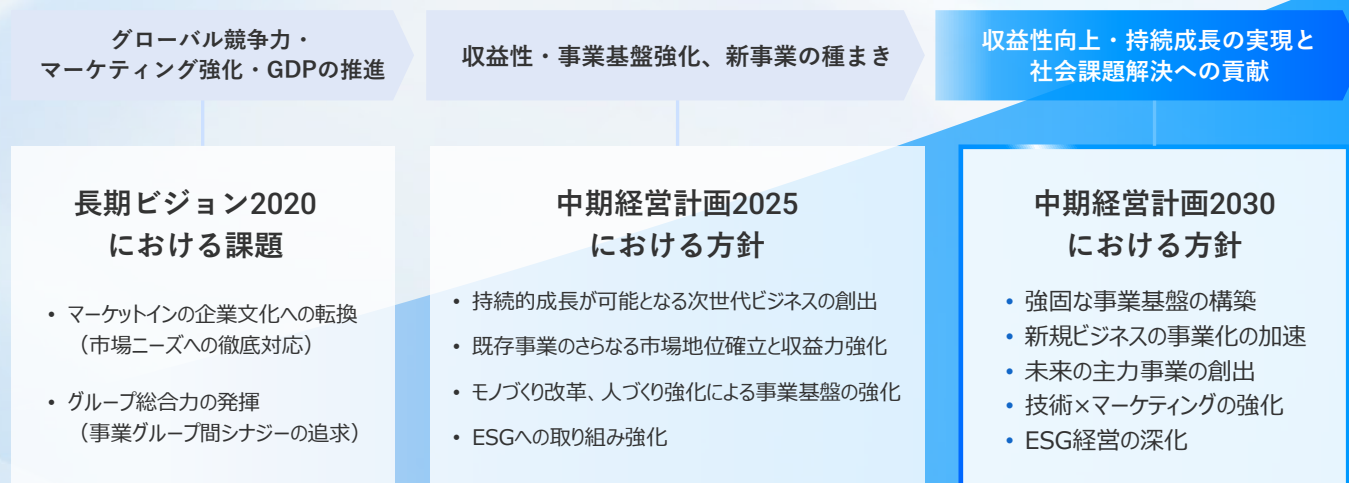 グローバル競争力・
マーケティング強化・GDPの推進
収益性・事業基盤強化、新事業の種まき
収益性向上・持続成長の実現と
社会課題解決への貢献
長期ビジョン2020
における課題
• マーケットインの企業文化への転換
（市場ニーズへの徹底対応）
• グループ総合力の発揮
（事業グループ間シナジーの追求）
中期経営計画2025
における方針
• 持続的成長が可能となる次世代ビジネスの創出
• 既存事業のさらなる市場地位確立と収益力強化
• モノづくり改革、人づくり強化による事業基盤の強化
• ESGへの取り組み強化
中期経営計画2030
における方針
• 強固な事業基盤の構築
• 新規ビジネスの事業化の加速
• 未来の主力事業の創出
• 技術×マーケティングの強化
• ESG経営の深化